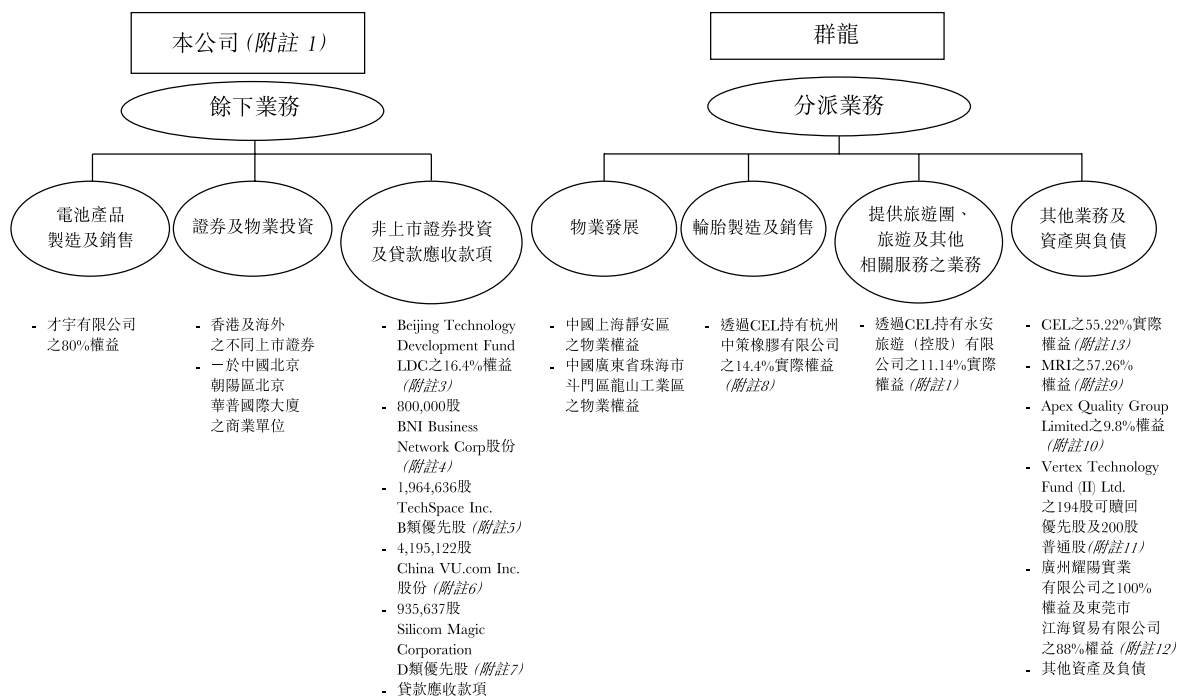 本公司 (附註 1)
餘下業務
電池產品
製造及銷售
證券及物業投資
非上市證券投資
及貸款應收款項
- 才宇有限公司
之80%權益
- 香港及海外
之不同上市證券
- 一於中國北京
朝陽區北京
華普國際大廈
之商業單位
- Beijing Technology
Development Fund
LDC之16.4%權益
(附註3)
- 800,000股
BNI Business
Network Corp股份
(附註4)
- 1,964,636股
TechSpace Inc.
B類優先股 (附註5)
- 4,195,122股
China VU.com Inc.
股份 (附註6)
- 935,637股
Silicom Magic
Corporation
D類優先股 (附註7)
- 貸款應收款項
群龍
分派業務
物業發展
輪胎製造及銷售
提供旅遊團、
旅遊及其他
相關服務之業務
其他業務及
資產與負債
- 中國上海靜安區
之物業權益
- 中國廣東省珠海市
斗門區龍山工業區
之物業權益
- 透過CEL持有杭州
中策橡膠有限公司
之14.4%實際權益
(附註8)
- 透過CEL持有永安
旅遊（控股）有限
公司之11.14%實際
權益(附註1)
- CEL之55.22%實際
權益(附註13)
- MRI之57.26%
權益(附註9)
- Apex Quality Group
Limited之9.8%權益
(附註10)
- Vertex Technology
Fund (II) Ltd.
之194股可贖回
優先股及200股
普通股(附註11)
- 廣州耀陽實業
有限公司之100%
權益及東莞市
江海貿易有限公司
之88%權益 (附註12)
- 其他資產及負債